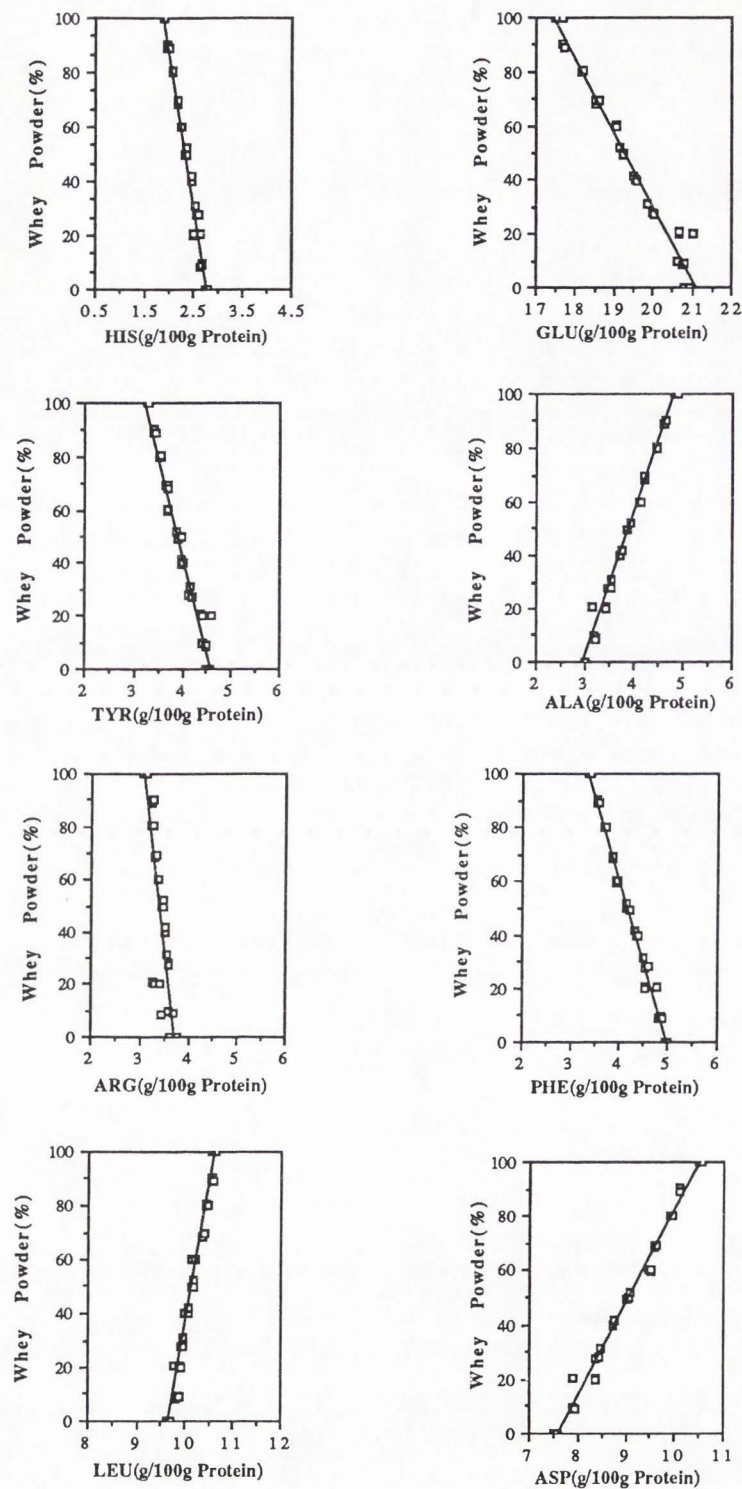 100
80
60
40
20
0
0.5 1.5 2.5 3.5 4.5
Whey Powder(%)
HIS(g/100g Protein)
100
80
60
40
20
0
17 18 19 20 21 22
Whey Powder(%)
GLU(g/100g Protein)
100
80
60
40
20
0
2 3 4 5 6
Whey Powder(%)
TYR(g/100g Protein)
100
80
60
40
20
0
2 3 4 5 6
Whey Powder(%)
ALA(g/100g Protein)
100
80
60
40
20
0
2 3 4 5 6
Whey Powder(%)
ARG(g/100g Protein)
100
80
60
40
20
0
2 3 4 5 6
Whey Powder(%)
PHE(g/100g Protein)
100
80
60
40
20
0
8 9 10 11 12
Whey Powder(%)
LEU(g/100g Protein)
100
80
60
40
20
0
7 8 9 10 11
Whey Powder(%)
ASP(g/100g Protein)